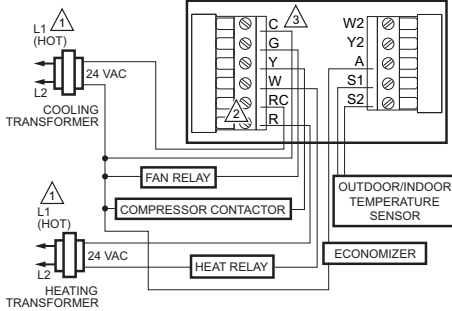 1
L1
(HOT)
24 VAC
L2
COOLING
TRANSFORMER
3
C
G
Y
W
RC
R
2
W2
Y2
A
S1
S2
FAN RELAY
COMPRESSOR CONTACTOR
OUTDOOR/INDOOR
TEMPERATURE
SENSOR
1
L1
(HOT)
24 VAC
L2
HEATING
TRANSFORMER
HEAT RELAY
ECONOMIZER